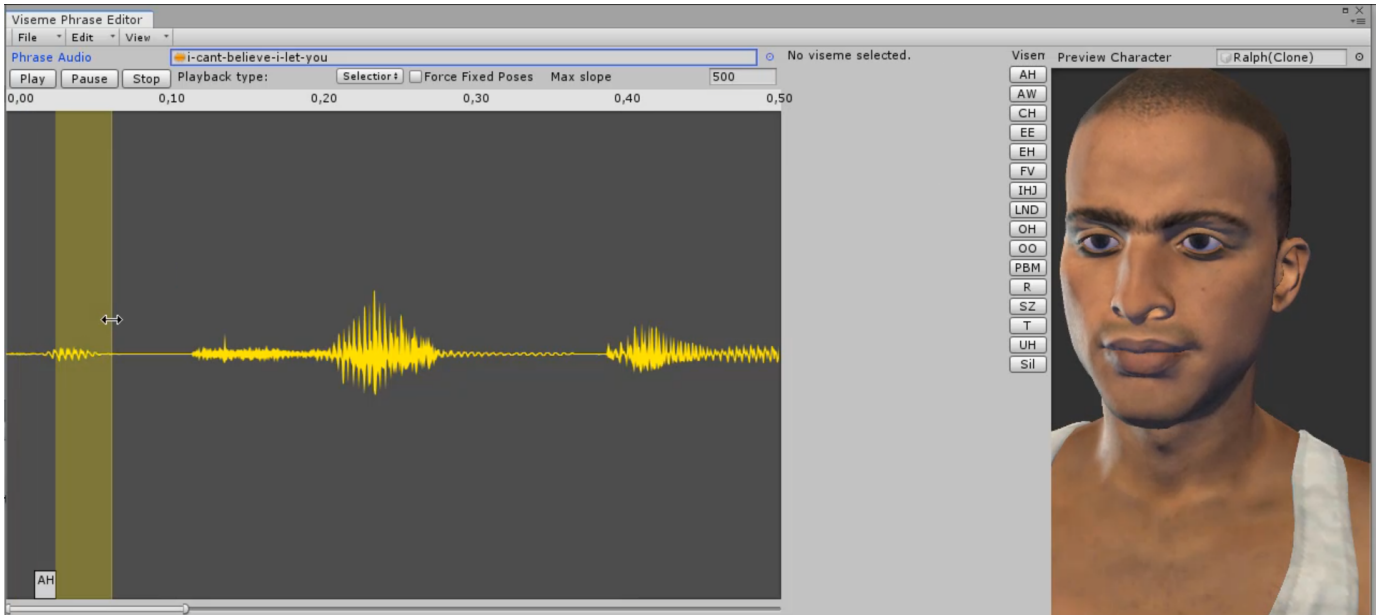 Viseme Phrase Editor
File Edit View
Phrase Audio i-cant-believe-i-let-you No viseme selected. Visem Preview Character Ralph(Clone)
Play Pause Stop Playback type: Selection Force Fixed Poses Max slope 500
0,00 0,10 0,20 0,30 0,40 0,50
AH
AW
CH
EE
EH
FV
IHJ
LND
OH
OO
PBM
R
SZ
T
UH
Sil
AH